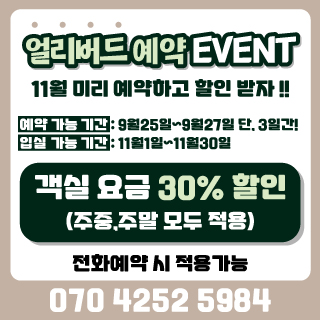 얼리버드 예약 EVENT
11월 미리 예약하고 할인 받자 !!
예약 가능 기간 : 9월25일~9월27일 단, 3일간!
입실 가능 기간 : 11월1일~11월30일
객실 요금 30% 할인
(주중,주말 모두 적용)
전화예약 시 적용가능
070 4252 5984